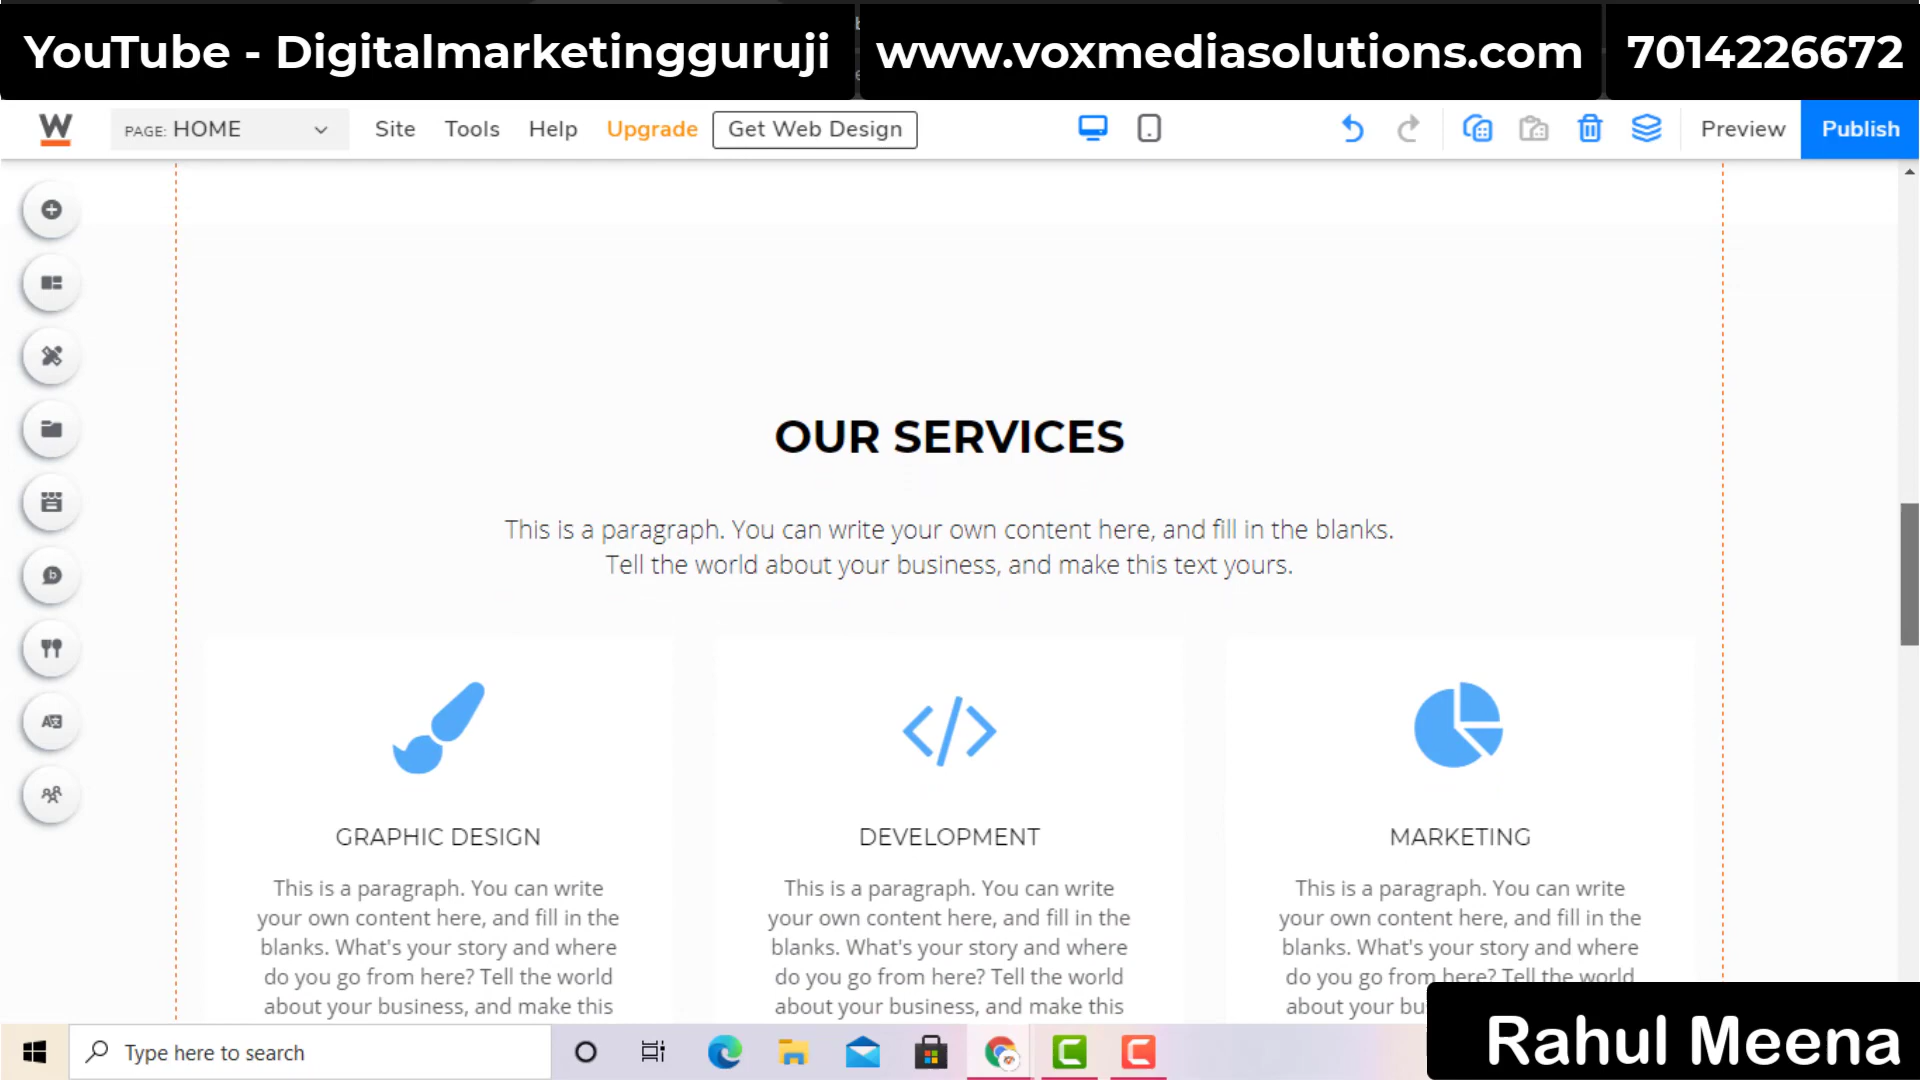 YouTube - Digitalmarketingguruji
www.voxmediasolutions.com
7014226672
W
PAGE: HOME
Site
Tools
Help
Upgrade
Get Web Design
Preview
Publish
OUR SERVICES
This is a paragraph. You can write your own content here, and fill in the blanks.
Tell the world about your business, and make this text yours.
GRAPHIC DESIGN
This is a paragraph. You can write
your own content here, and fill in the
blanks. What's your story and where
do you go from here? Tell the world
about your business, and make this
DEVELOPMENT
This is a paragraph. You can write
your own content here, and fill in the
blanks. What's your story and where
do you go from here? Tell the world
about your business, and make this
MARKETING
This is a paragraph. You can write
your own content here, and fill in the
blanks. What's your story and where
do you go from here? Tell the world
about your
Type here to search
Rahul Meena